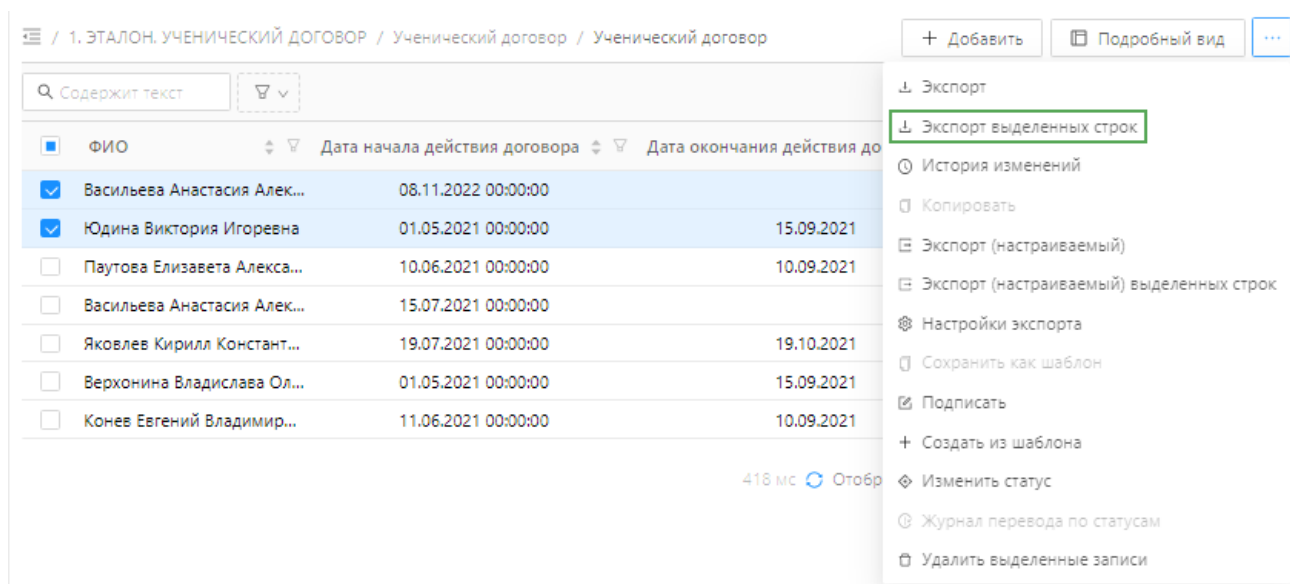 / 1. ЭТАЛОН. УЧЕНИЧЕСКИЙ ДОГОВОР / Ученический договор / Ученический договор
+ Добавить
Подробный вид
...
Содержит текст
ФИО
Дата начала действия договора
Дата окончания действия до
Васильева Анастасия Алек... 08.11.2022 00:00:00
Юдина Виктория Игоревна 01.05.2021 00:00:00 15.09.2021
Паутова Елизавета Алекса... 10.06.2021 00:00:00 10.09.2021
Васильева Анастасия Алек... 15.07.2021 00:00:00
Яковлев Кирилл Констант... 19.07.2021 00:00:00 19.10.2021
Верхонина Владислава Ол... 01.05.2021 00:00:00 15.09.2021
Конев Евгений Владимир... 11.06.2021 00:00:00 10.09.2021
418 мс Отобр
Экспорт
Экспорт выделенных строк
История изменений
Копировать
Экспорт (настраиваемый)
Экспорт (настраиваемый) выделенных строк
Настройки экспорта
Сохранить как шаблон
Подписать
+ Создать из шаблона
Изменить статус
Журнал перевода по статусам
Удалить выделенные записи